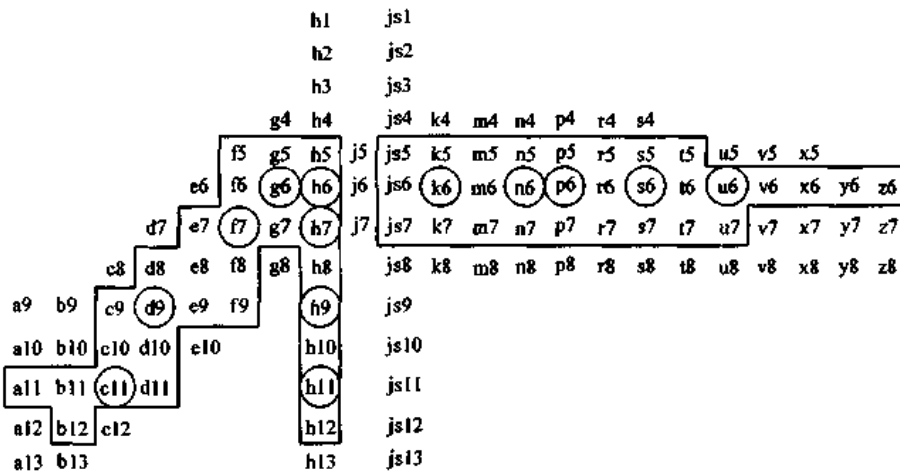 h1 js1
h2 js2
h3 js3
g4 h4 js4 k4 m4 n4 p4 r4 s4
f5 g5 h5 j5 js5 k5 m5 n5 p5 r5 s5 t5 u5 v5 x5
e6 f6 g6 h6 j6 js6 k6 m6 n6 p6 r6 s6 t6 u6 v6 x6 y6 z6
d7 e7 f7 g7 h7 j7 js7 k7 m7 n7 p7 r7 s7 t7 u7 v7 x7 y7 z7
c8 d8 e8 f8 g8 h8 js8 k8 m8 n8 p8 r8 s8 t8 u8 v8 x8 y8 z8
a9 b9 c9 d9 e9 f9 h9 js9
a10 b10 c10 d10 e10 h10 js10
a11 b11 c11 d11 h11 js11
a12 b12 c12 h12 js12
a13 b13 h13 js13